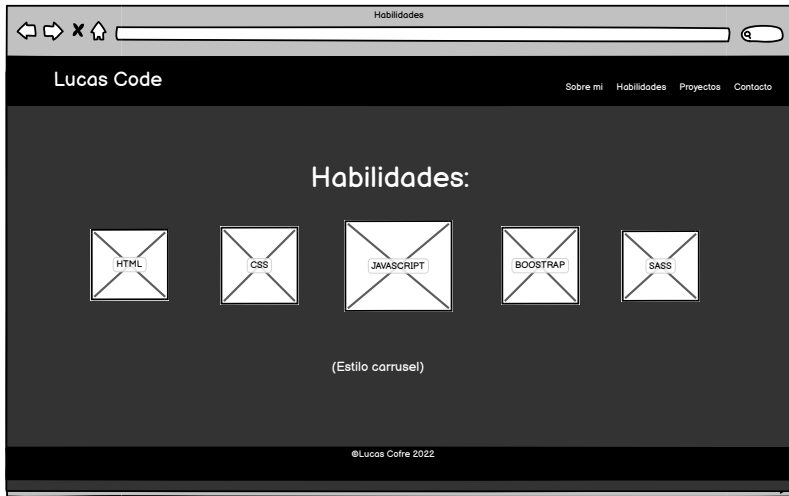 Habilidades
Lucas Code
Sobre mi Habilidades Proyectos Contacto
Habilidades:
HTML CSS JAVASCRIPT BOOSTRAP SASS
(Estilo carrusel)
©Lucas Cofre 2022